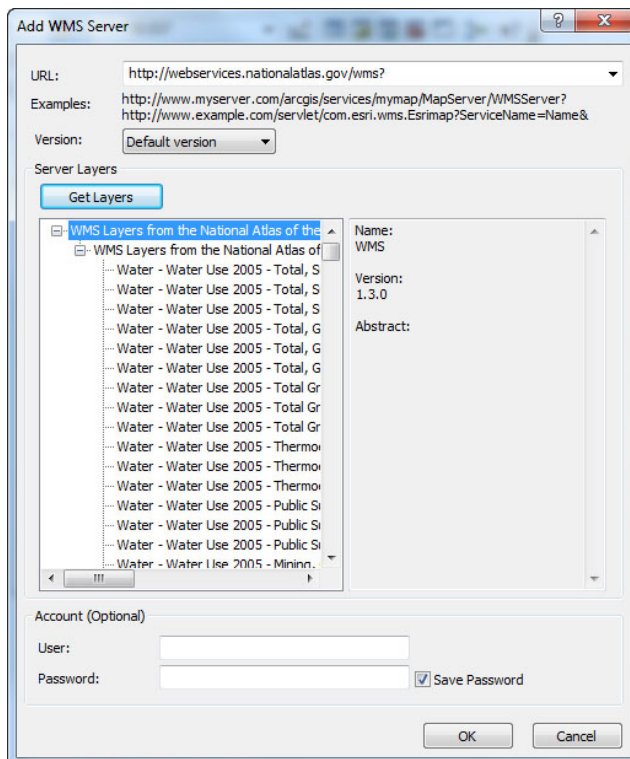 Add WMS Server
URL:
http://webservices.nationalatlas.gov/wms?
Examples:
http://www.myserver.com/arcgis/services/mymap/MapServer/WMSServer?
http://www.example.com/servlet/com.esri.wms.Esrimap?ServiceName=Name&
Version:
Default version
Server Layers
Get Layers
WMS Layers from the National Atlas of the
WMS Layers from the National Atlas of
Water - Water Use 2005 - Total, S
Water - Water Use 2005 - Total, S
Water - Water Use 2005 - Total, S
Water - Water Use 2005 - Total, G
Water - Water Use 2005 - Total, G
Water - Water Use 2005 - Total, G
Water - Water Use 2005 - Total Gr
Water - Water Use 2005 - Total Gr
Water - Water Use 2005 - Total Gr
Water - Water Use 2005 - Thermo
Water - Water Use 2005 - Thermo
Water - Water Use 2005 - Thermo
Water - Water Use 2005 - Public S
Water - Water Use 2005 - Public S
Water - Water Use 2005 - Public S
Water - Water Use 2005 - Mining,
Name:
WMS
Version:
1.3.0
Abstract:
Account (Optional)
User:
Password:
Save Password
OK
Cancel